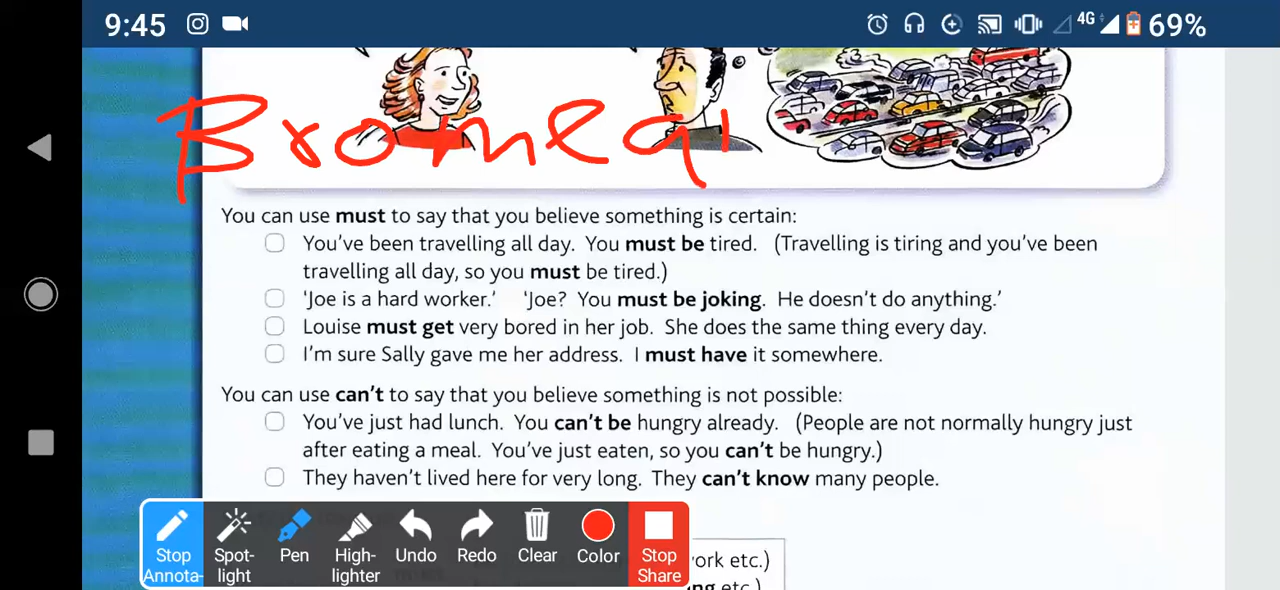 9:45
4G 69%
Bromeqı
You can use must to say that you believe something is certain:
You've been travelling all day. You must be tired. (Travelling is tiring and you've been
travelling all day, so you must be tired.)
'Joe is a hard worker.' 'Joe? You must be joking. He doesn't do anything.'
Louise must get very bored in her job. She does the same thing every day.
I'm sure Sally gave me her address. I must have it somewhere.
You can use can't to say that you believe something is not possible:
You've just had lunch. You can't be hungry already. (People are not normally hungry just
after eating a meal. You've just eaten, so you can't be hungry.)
They haven't lived here for very long. They can't know many people.
ork etc.)
ng etc.)
Stop Annota- Spot-light Pen High-lighter Undo Redo Clear Color Stop Share